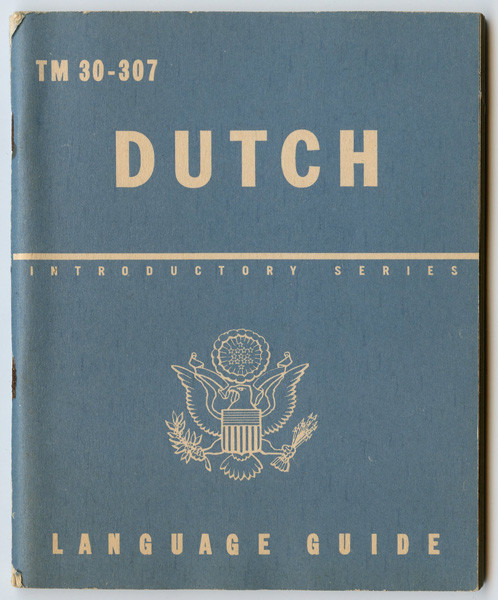 TM 30-307
DUTCH
INTRODUCTORY SERIES
LANGUAGE GUIDE